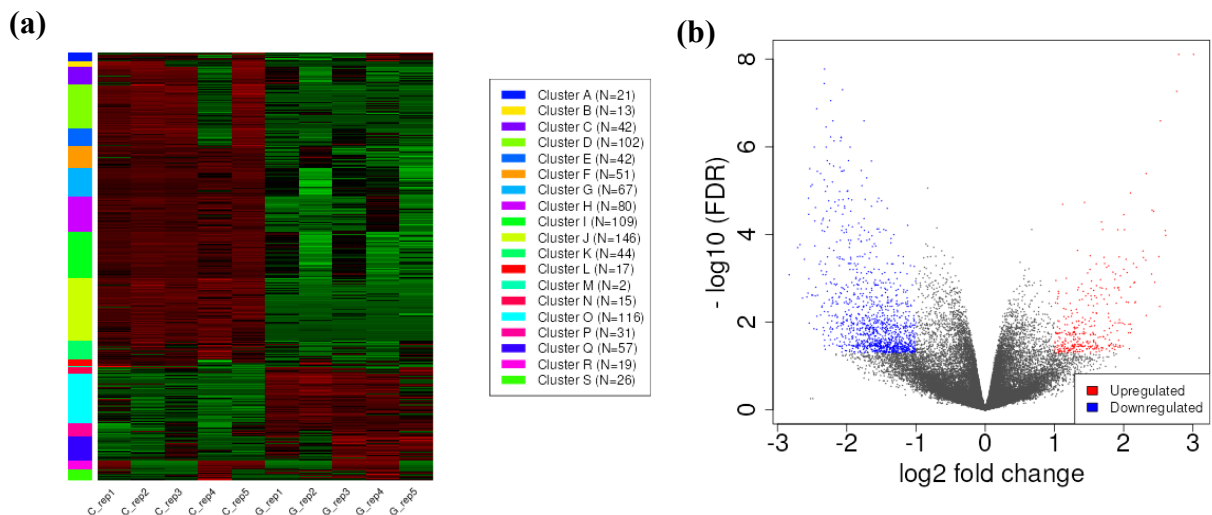 (a)
Cluster A (N=21)
Cluster B (N=13)
Cluster C (N=42)
Cluster D (N=102)
Cluster E (N=42)
Cluster F (N=51)
Cluster G (N=67)
Cluster H (N=80)
Cluster I (N=109)
Cluster J (N=146)
Cluster K (N=44)
Cluster L (N=17)
Cluster M (N=2)
Cluster N (N=15)
Cluster O (N=116)
Cluster P (N=31)
Cluster Q (N=57)
Cluster R (N=19)
Cluster S (N=26)
C_rep1
C_rep2
C_rep3
C_rep4
C_rep5
G_rep1
G_rep2
G_rep3
G_rep4
G_rep5
(b)
- log10 (FDR)
8
6
4
2
0
Upregulated
Downregulated
-3 -2 -1 0 1 2 3
log2 fold change